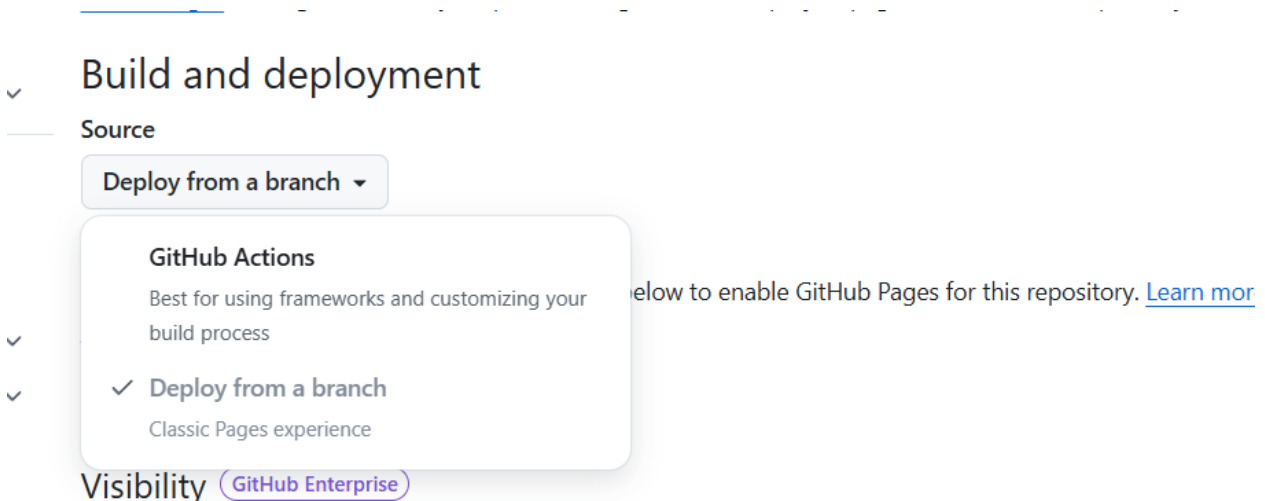 Build and deployment
Source
Deploy from a branch
GitHub Actions
Best for using frameworks and customizing your
build process
elow to enable GitHub Pages for this repository. Learn mor
Deploy from a branch
Classic Pages experience
Visibility GitHub Enterprise